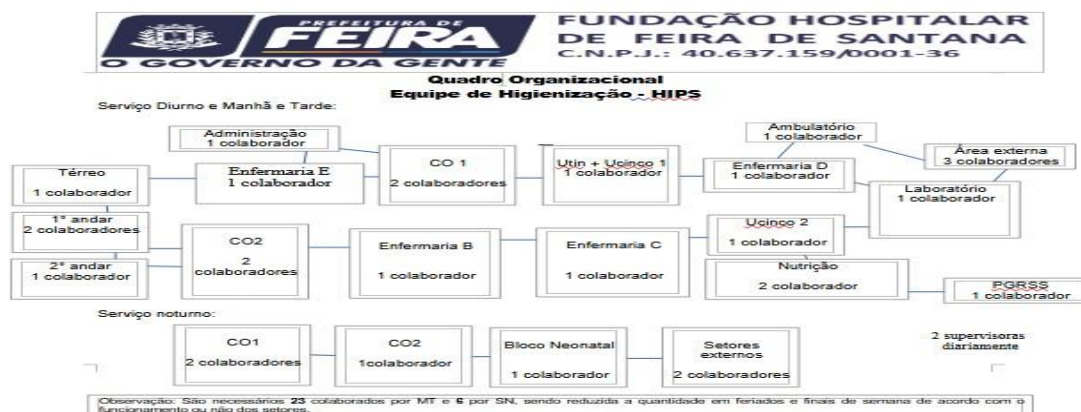 PREFEITURA DE
FEIRA
O GOVERNO DA GENTE
FUNDAÇÃO HOSPITALAR
DE FEIRA DE SANTANA
C.N.P.J.: 40.637.159/0001-36
Quadro Organizacional
Equipe de Higienização - HIPS
Serviço Diurno e Manhã e Tarde:
Administração
1 colaborador
Ambulatório
1 colaborador
Térreo
1 colaborador
Enfermaria E
1 colaborador
CO 1
2 colaboradores
Utin + Ucinco 1
1 colaborador
Enfermaria D
1 colaborador
Área externa
3 colaboradores
Laboratório
1 colaborador
1° andar
2 colaboradores
2° andar
1 colaborador
CO2
2
colaboradores
Enfermaria B
1 colaborador
Enfermaria C
1 colaborador
Ucinco 2
1 colaborador
Nutrição
2 colaborador
PGRSS
1 colaborador
Serviço noturno:
CO1
2 colaboradores
CO2
1colaborador
Bloco Neonatal
1 colaborador
Setores
externos
2 colaboradores
2 supervisoras
diariamente
Observação: São necessários 23 colaborados por MT e 6 por SN, sendo reduzida a quantidade em feriados e finais de semana de acordo com o
funcionamento ou não dos setores.